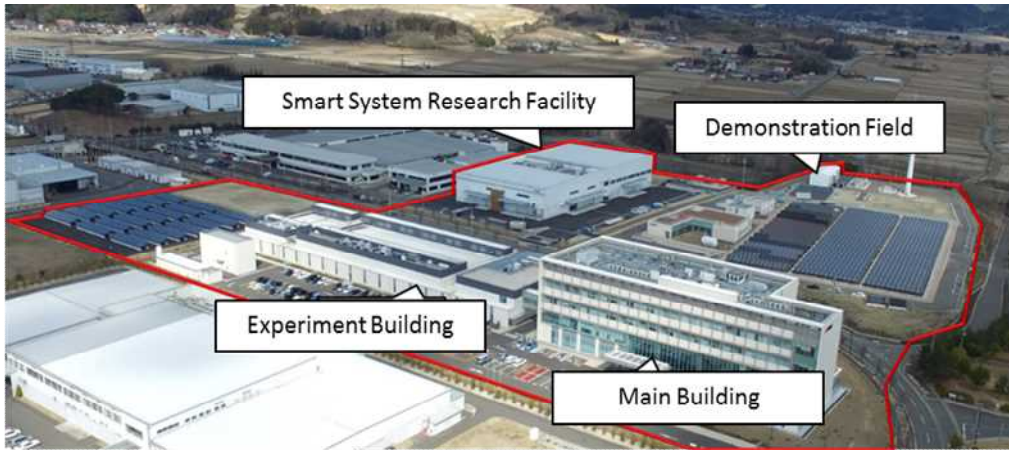 Smart System Research Facility
Demonstration Field
Experiment Building
Main Building